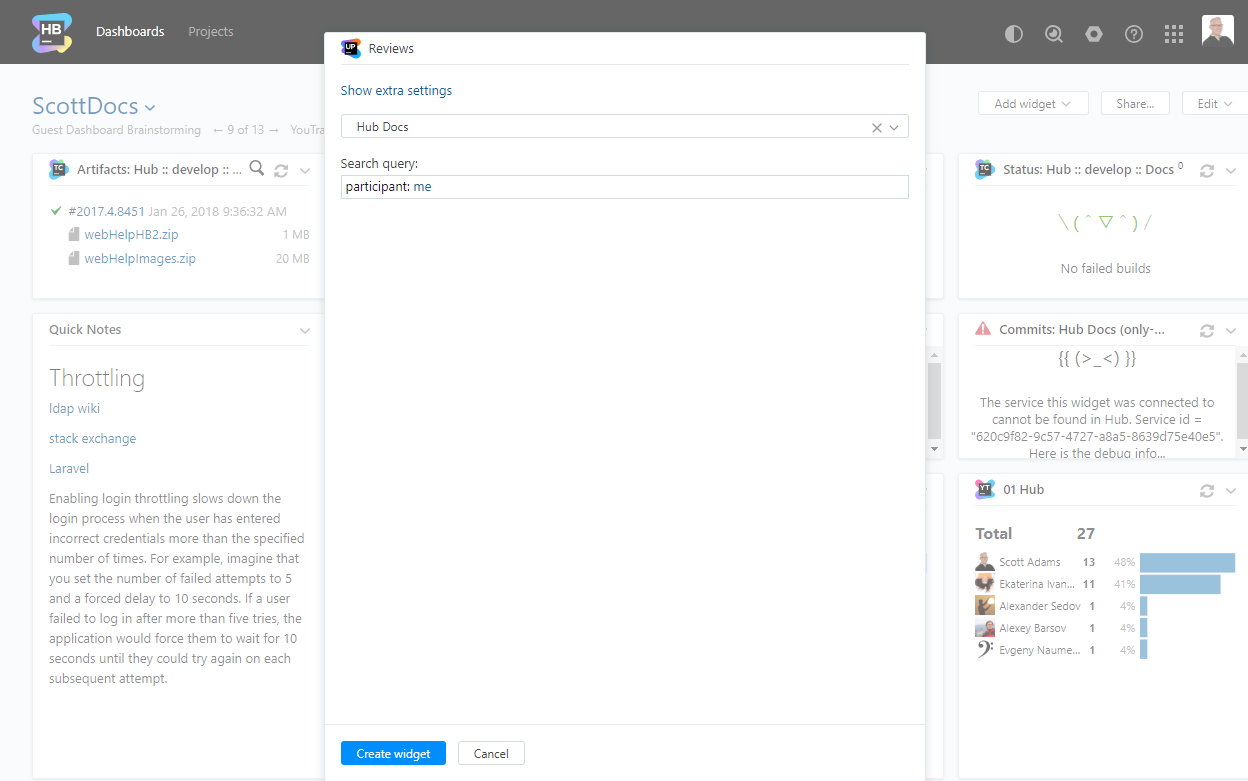 HB
Dashboards
Projects
ScottDocs
Guest Dashboard Brainstorming
← 9 of 13 →
YouTra
Add widget
Share...
Edit
UP
Reviews
Show extra settings
Hub Docs
Search query:
participant: me
Create widget
Cancel
TC
Artifacts: Hub :: develop :: ...
#2017.4.8451 Jan 26, 2018 9:36:32 AM
webHelpHB2.zip 1 MB
webHelpImages.zip 20 MB
Quick Notes
Throttling
ldap wiki
stack exchange
Laravel
Enabling login throttling slows down the
login process when the user has entered
incorrect credentials more than the specified
number of times. For example, imagine that
you set the number of failed attempts to 5
and a forced delay to 10 seconds. If a user
failed to log in after more than five tries, the
application would force them to wait for 10
seconds until they could try again on each
subsequent attempt.
TC
Status: Hub :: develop :: Docs 0
\ ( ˆ ▽ ˆ ) /
No failed builds
Commits: Hub Docs (only-...
{{ (>_<) }}
The service this widget was connected to
cannot be found in Hub. Service id =
"620c9f82-9c57-4727-a8a5-8639d75e40e5".
Here is the debug info...
YT
01 Hub
Total 27
Scott Adams 13 48%
Ekaterina Ivan... 11 41%
Alexander Sedov 1 4%
Alexey Barsov 1 4%
Evgeny Naume... 1 4%